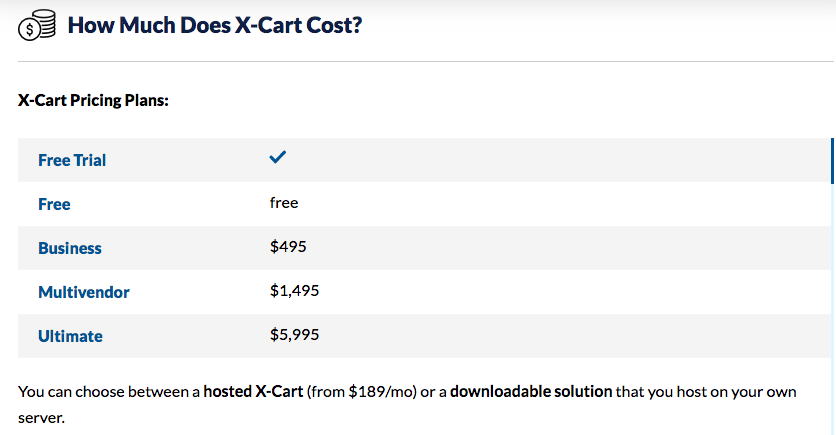 How Much Does X-Cart Cost?
X-Cart Pricing Plans:
Free Trial
Free free
Business $495
Multivendor $1,495
Ultimate $5,995
You can choose between a hosted X-Cart (from $189/mo) or a downloadable solution that you host on your own
server.